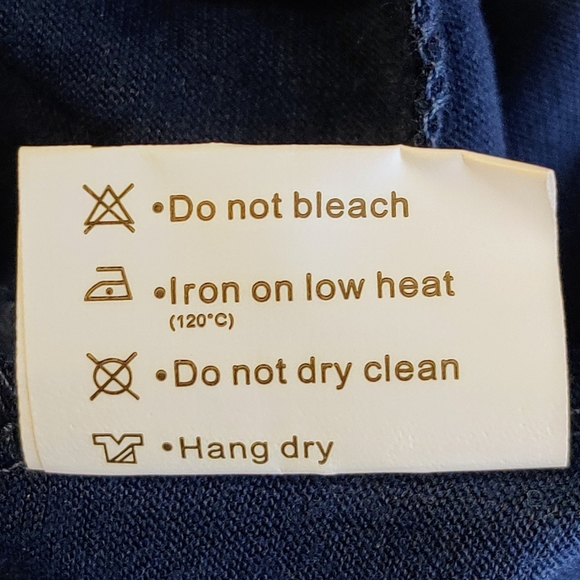 •Do not bleach
•Iron on low heat
(120°C)
•Do not dry clean
•Hang dry